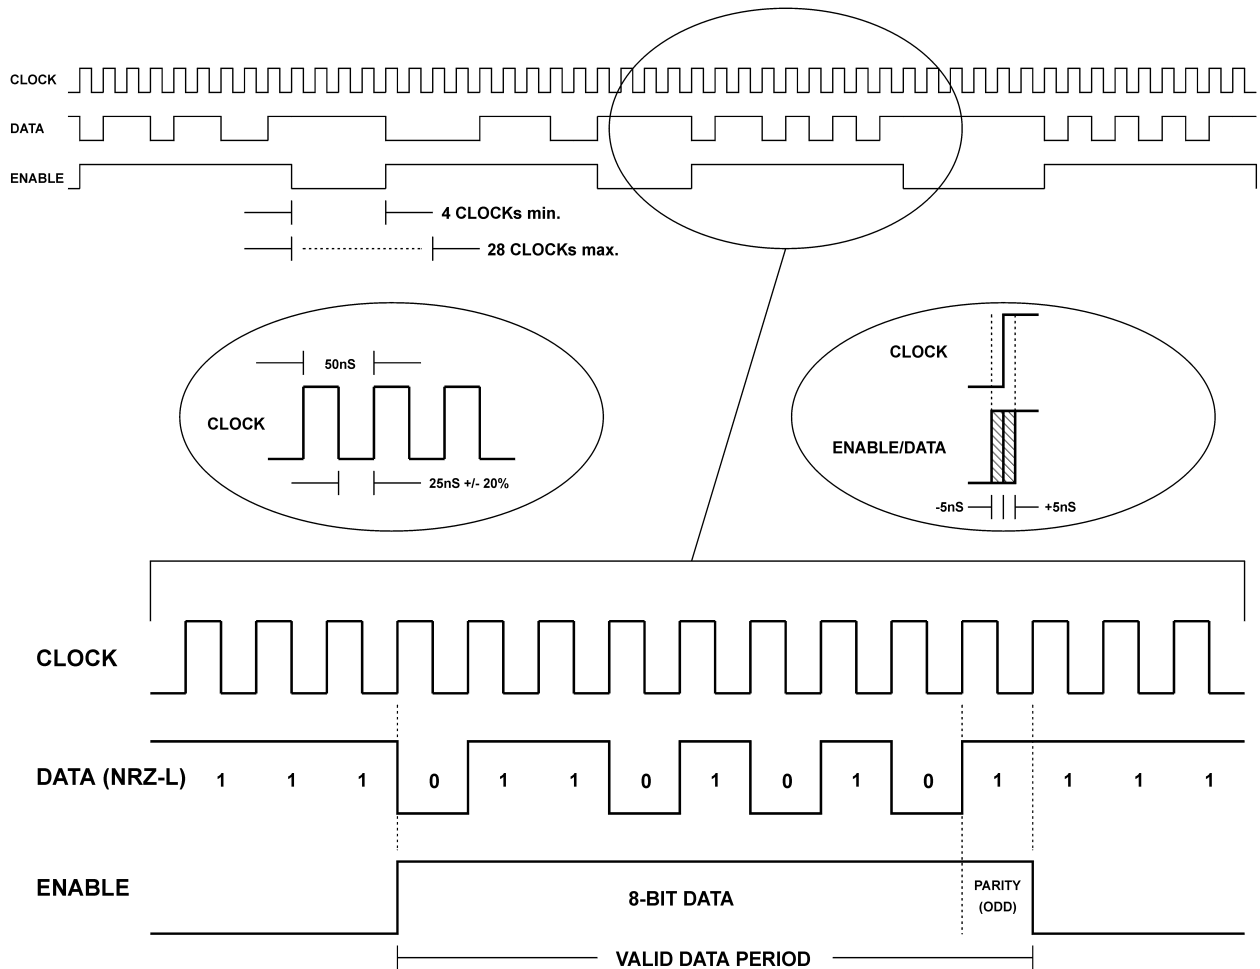 CLOCK
DATA
ENABLE
4 CLOCKs min.
28 CLOCKs max.
50nS
CLOCK
25nS +/- 20%
CLOCK
ENABLE/DATA
-5nS
+5nS
CLOCK
DATA (NRZ-L)
1 1 1 0 1 1 0 1 0 1 0 1 1 1 1
ENABLE
8-BIT DATA
PARITY
(ODD)
VALID DATA PERIOD